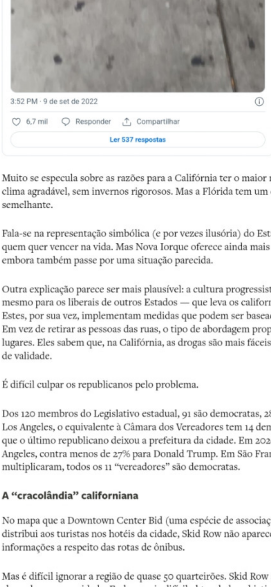 3:52 PM · 9 de set de 2022
6,7 mil Responder Compartilhar
Ler 537 respostas
Muito se especula sobre as razões para a Califórnia ter o maior
clima agradável, sem invernos rigorosos. Mas a Flórida tem um
semelhante.
Fala-se na representação simbólica (e por vezes ilusória) do Est
quem quer vencer na vida. Mas Nova Iorque oferece ainda mais
embora também passe por uma situação parecida.
Outra explicação parece ser mais plausível: a cultura progressist
mesmo para os liberais de outros Estados — que leva os califor
Estes, por sua vez, implementam medidas que podem ser basea
Em vez de retirar as pessoas das ruas, o tipo de abordagem prop
lugares. Eles sabem que, na Califórnia, as drogas são mais fáceis
de validade.
É difícil culpar os republicanos pelo problema.
Dos 120 membros do Legislativo estadual, 91 são democratas, 28
Los Angeles, o equivalente à Câmara dos Vereadores tem 14 dem
que o último republicano deixou a prefeitura da cidade. Em 202
Angeles, contra menos de 27% para Donald Trump. Em São Fran
multiplicaram, todos os 11 “vereadores” são democratas.
A “cracolândia” californiana
No mapa que a Downtown Center Bid (uma espécie de associaç
distribui aos turistas nos hotéis da cidade, Skid Row não aparece
informações a respeito das rotas de ônibus.
Mas é difícil ignorar a região de quase 50 quarteirões. Skid Row